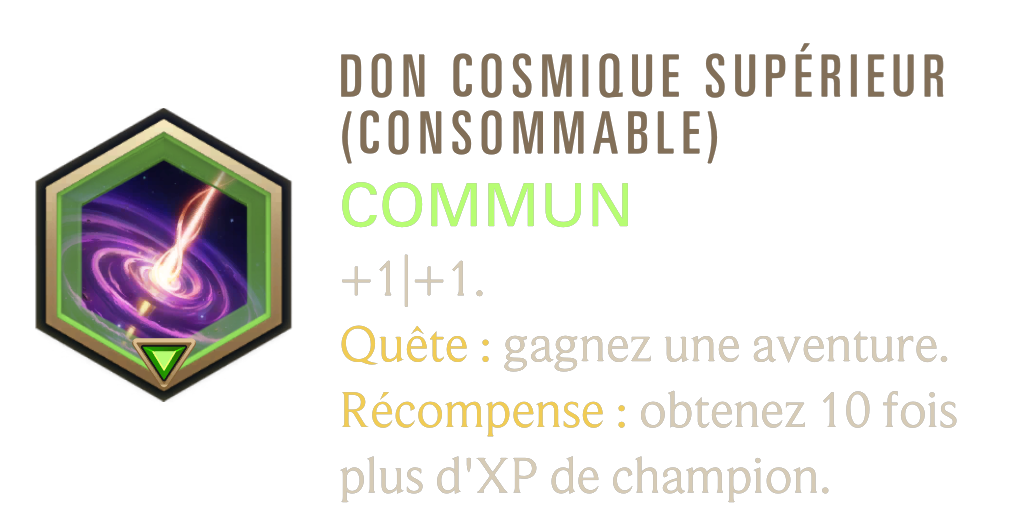 DON COSMIQUE SUPÉRIEUR
(CONSOMMABLE)
COMMUN
+1|+1.
Quête : gagnez une aventure.
Récompense : obtenez 10 fois
plus d'XP de champion.